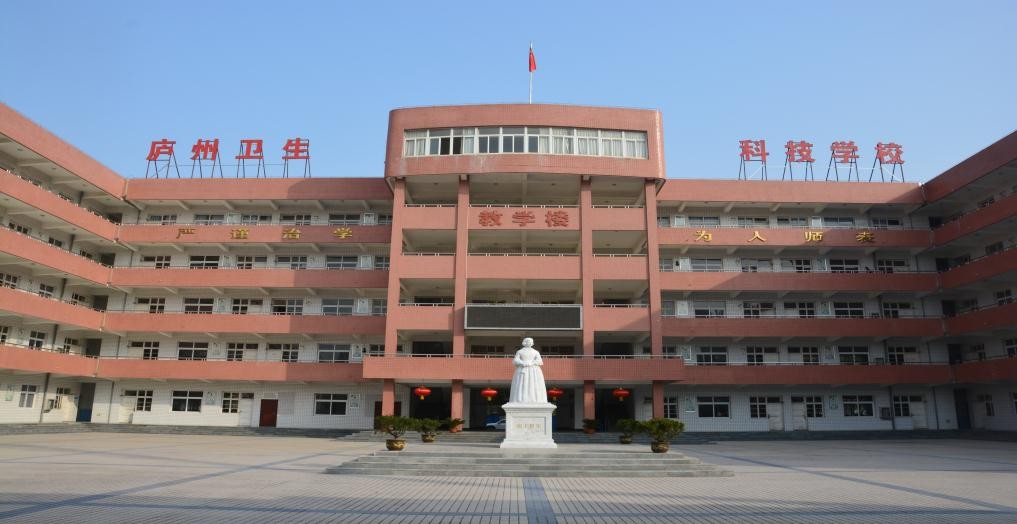 庐州卫生
科技学校
教学楼
严谨治学
为人师表